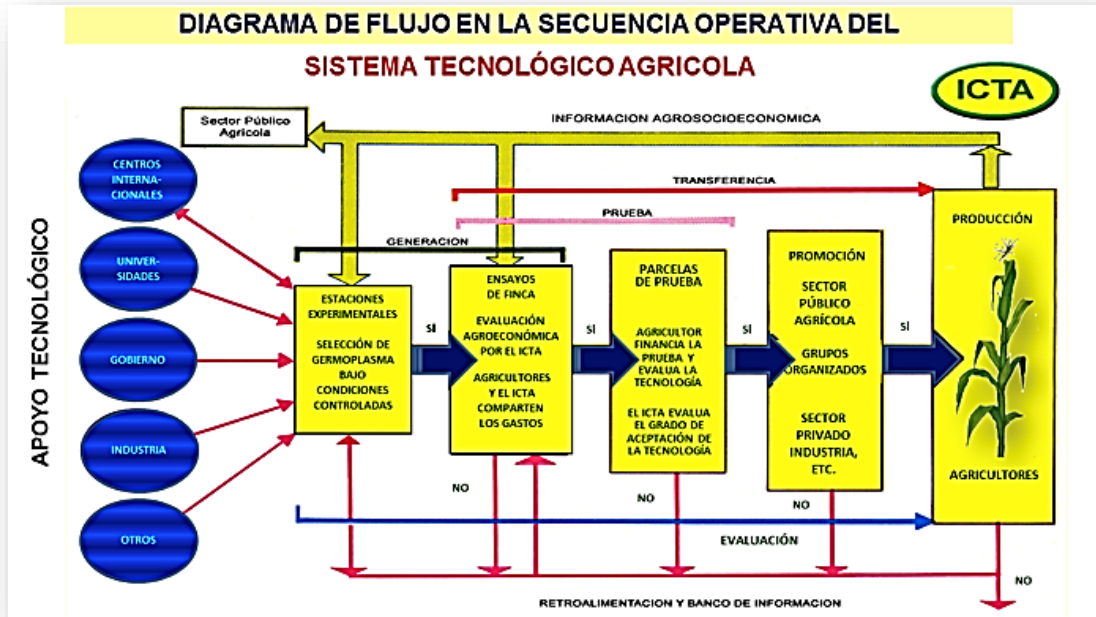 DIAGRAMA DE FLUJO EN LA SECUENCIA OPERATIVA DEL
SISTEMA TECNOLÓGICO AGRICOLA
ICTA
Sector Público
Agrícola
INFORMACION AGROSOCIOECONOMICA
APOYO TECNOLÓGICO
CENTROS
INTERNA-
CIONALES
UNIVER-
SIDADES
GOBIERNO
INDUSTRIA
OTROS
TRANSFERENCIA
PRUEBA
GENERACION
ESTACIONES
EXPERIMENTALES
SELECCIÓN DE
GERMOPLASMA
BAJO
CONDICIONES
CONTROLADAS
SI
ENSAYOS
DE FINCA
EVALUACIÓN
AGROECONÓMICA
POR EL ICTA
AGRICULTORES
Y EL ICTA
COMPARTEN
LOS GASTOS
SI
PARCELAS
DE PRUEBA
AGRICULTOR
FINANCIA LA
PRUEBA Y
EVALUA LA
TECNOLOGÍA
EL ICTA EVALUA
EL GRADO DE
ACEPTACIÓN DE
LA TECNOLOGÍA
SI
PROMOCIÓN
SECTOR
PÚBLICO
AGRÍCOLA
GRUPOS
ORGANIZADOS
SECTOR
PRIVADO
INDUSTRIA,
ETC.
SI
PRODUCCIÓN
AGRICULTORES
NO
NO
NO
NO
EVALUACIÓN
RETROALIMENTACION Y BANCO DE INFORMACION